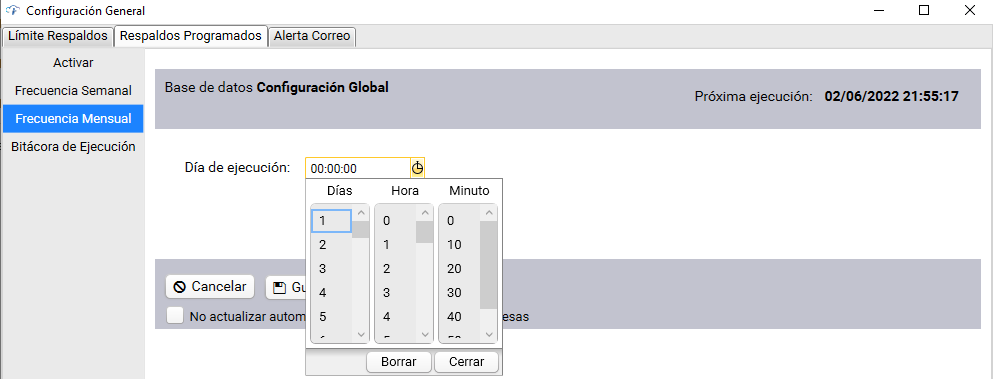 Configuración General
Límite Respaldos Respaldos Programados Alerta Correo
Activar
Frecuencia Semanal
Frecuencia Mensual
Bitácora de Ejecución
Base de datos Configuración Global
Próxima ejecución: 02/06/2022 21:55:17
Día de ejecución: 00:00:00
Días Hora Minuto
1 0 0
2 1 10
3 2 20
4 3 30
5 4 40
Cancelar Gu
No actualizar autom esas
Borrar Cerrar